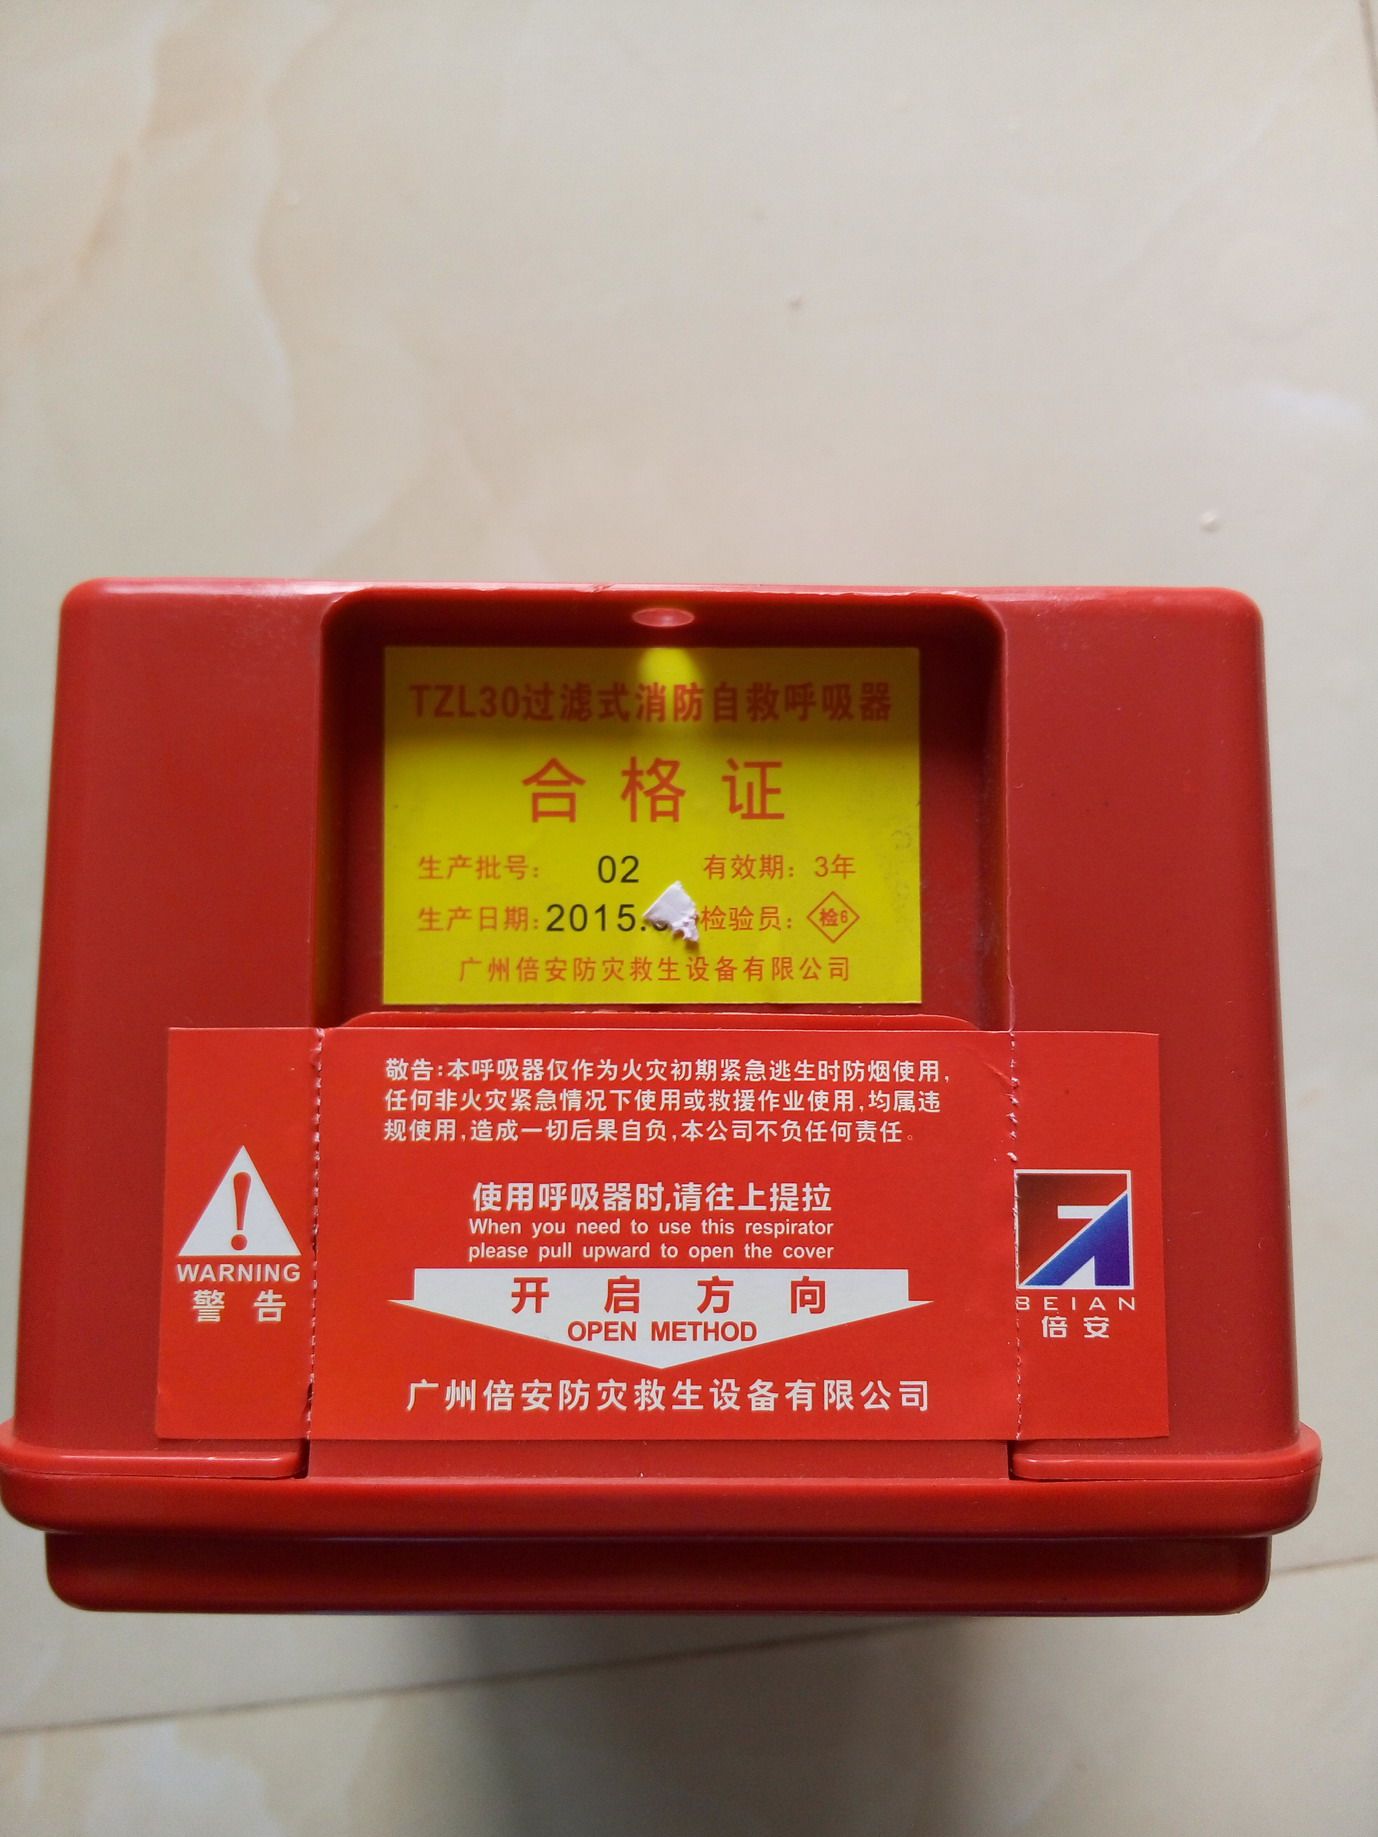 TZL30过滤式消防自救呼吸器
合格证
生产批号： 02 有效期：3年
生产日期：2015. 检验员：检6
广州倍安防灾救生设备有限公司
敬告：本呼吸器仅作为火灾初期紧急逃生时防烟使用，
任何非火灾紧急情况下使用或救援作业使用，均属违
规使用，造成一切后果自负，本公司不负任何责任。
使用呼吸器时，请往上提拉
When you need to use this respirator
please pull upward to open the cover
开启方向
OPEN METHOD
广州倍安防灾救生设备有限公司
WARNING
警告
BEIAN
倍安